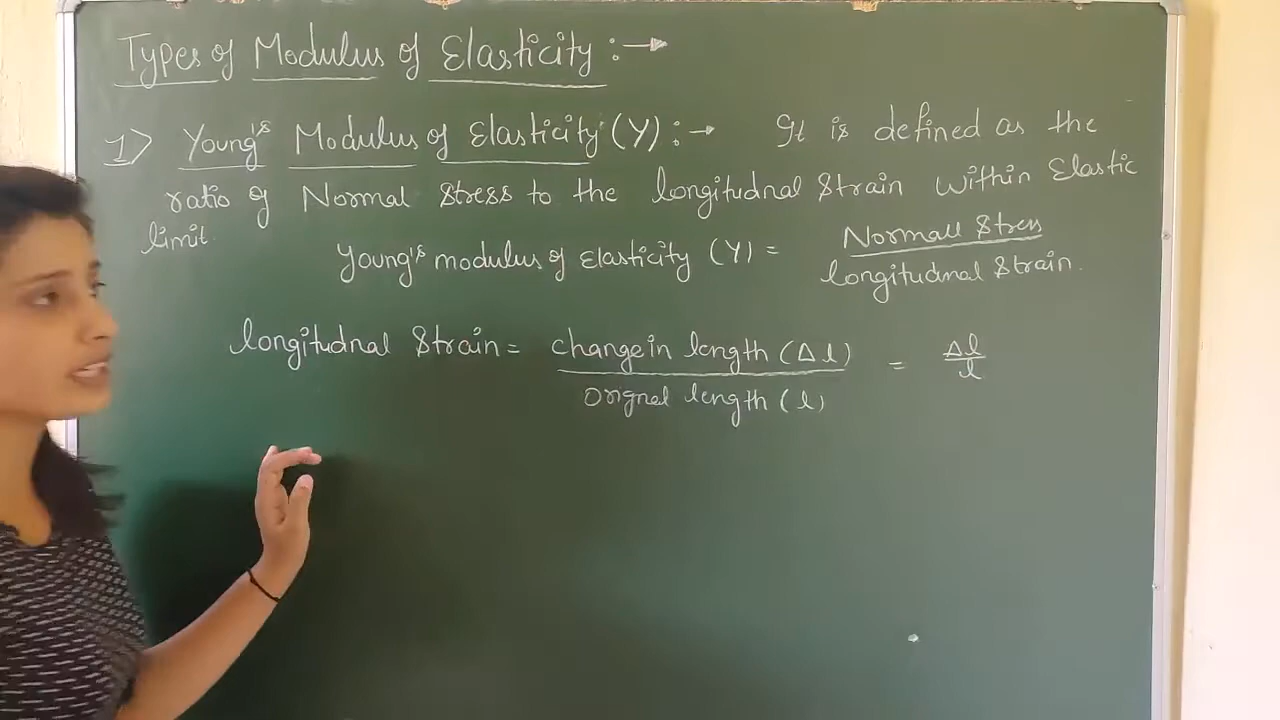 Types of Modulus of Elasticity :→
1) Young's Modulus of Elasticity (Y) :→ It is defined as the
ratio of Normal Stress to the longitudnal Strain within Elastic
limit.
Young's modulus of Elasticity (Y) = Normall Stress
longitudinal Strain.
longitudnal Strain = change in length (Δl) = Δl
Orignel length (l) l